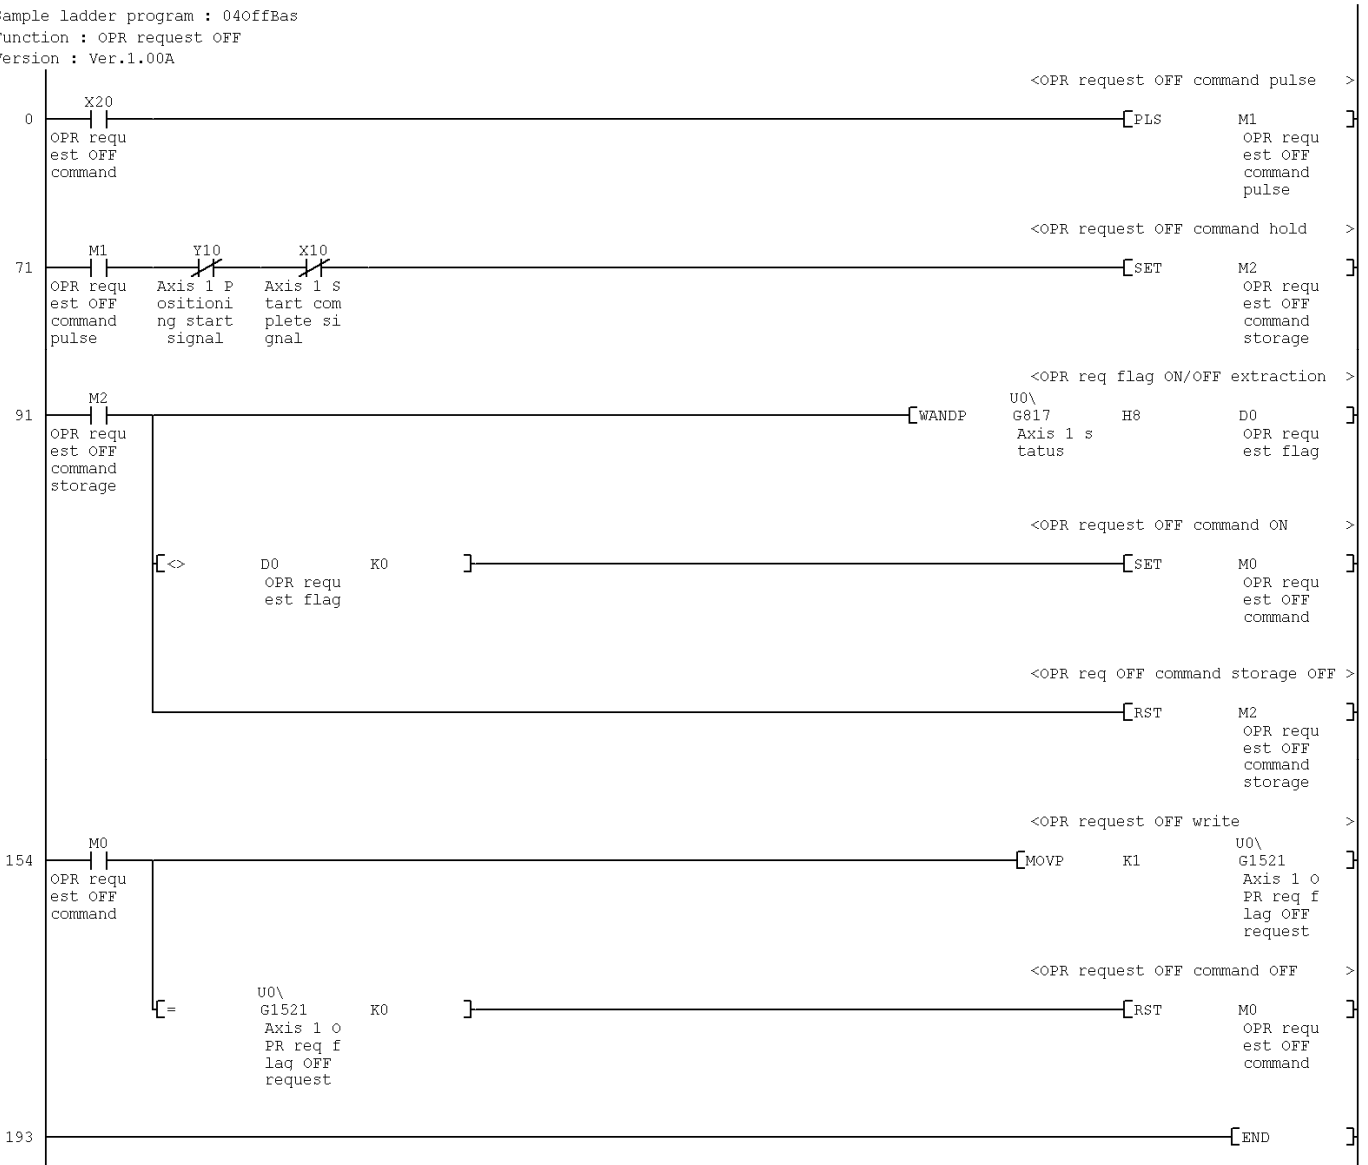 ample ladder program : 04OffBas
unction : OPR request OFF
ersion : Ver.1.00A
<OPR request OFF command pulse >
X20
0 PLS M1
OPR requ OPR requ
est OFF est OFF
command command
pulse
<OPR request OFF command hold >
M1 Y10 X10
71 SET M2
OPR requ Axis 1 P Axis 1 S OPR requ
est OFF ositioni tart com est OFF
command ng start plete si command
pulse signal gnal storage
<OPR req flag ON/OFF extraction >
M2 U0\
91 WANDP G817 H8 D0
OPR requ Axis 1 s OPR requ
est OFF tatus est flag
command
storage
<OPR request OFF command ON >
<> D0 K0 SET M0
OPR requ OPR requ
est flag est OFF
command
<OPR req OFF command storage OFF >
RST M2
OPR requ
est OFF
command
storage
<OPR request OFF write >
M0 U0\
154 MOVP K1 G1521
OPR requ Axis 1 O
est OFF PR req f
command lag OFF
request
<OPR request OFF command OFF >
U0\
= G1521 K0 RST M0
Axis 1 O OPR requ
PR req f est OFF
lag OFF command
request
193 END